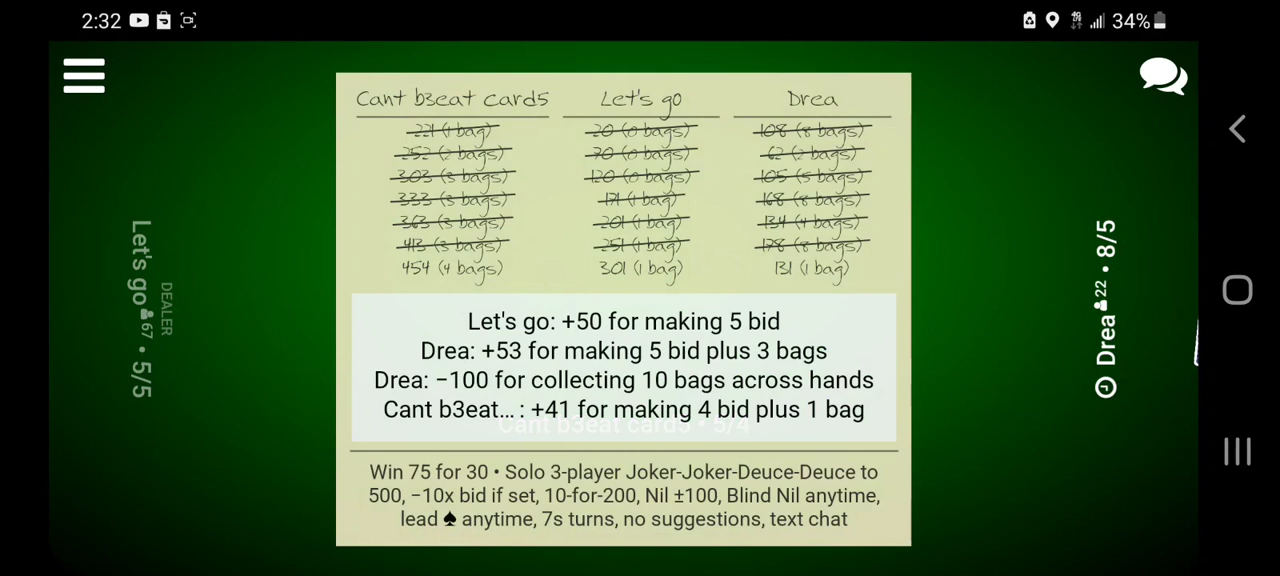 2:32 4G 34%
Cant b3eat card5 Let's go Drea
221 (1 bag) 20 (0 bags) 108 (8 bags)
252 (2 bags) 70 (0 bags) 62 (2 bags)
303 (3 bags) 120 (0 bags) 105 (5 bags)
333 (3 bags) 171 (1 bag) 168 (8 bags)
363 (3 bags) 201 (1 bag) 134 (4 bags)
413 (3 bags) 251 (1 bag) 178 (8 bags)
454 (4 bags) 301 (1 bag) 131 (1 bag)
Let's go: +50 for making 5 bid
Drea: +53 for making 5 bid plus 3 bags
Drea: −100 for collecting 10 bags across hands
Cant b3eat… : +41 for making 4 bid plus 1 bag
Cant b3eat card5 • 5/4
Win 75 for 30 • Solo 3-player Joker-Joker-Deuce-Deuce to
500, −10x bid if set, 10-for-200, Nil ±100, Blind Nil anytime,
lead ♠ anytime, 7s turns, no suggestions, text chat
DEALER
Let's go 67 • 5/5
Drea 22 • 8/5